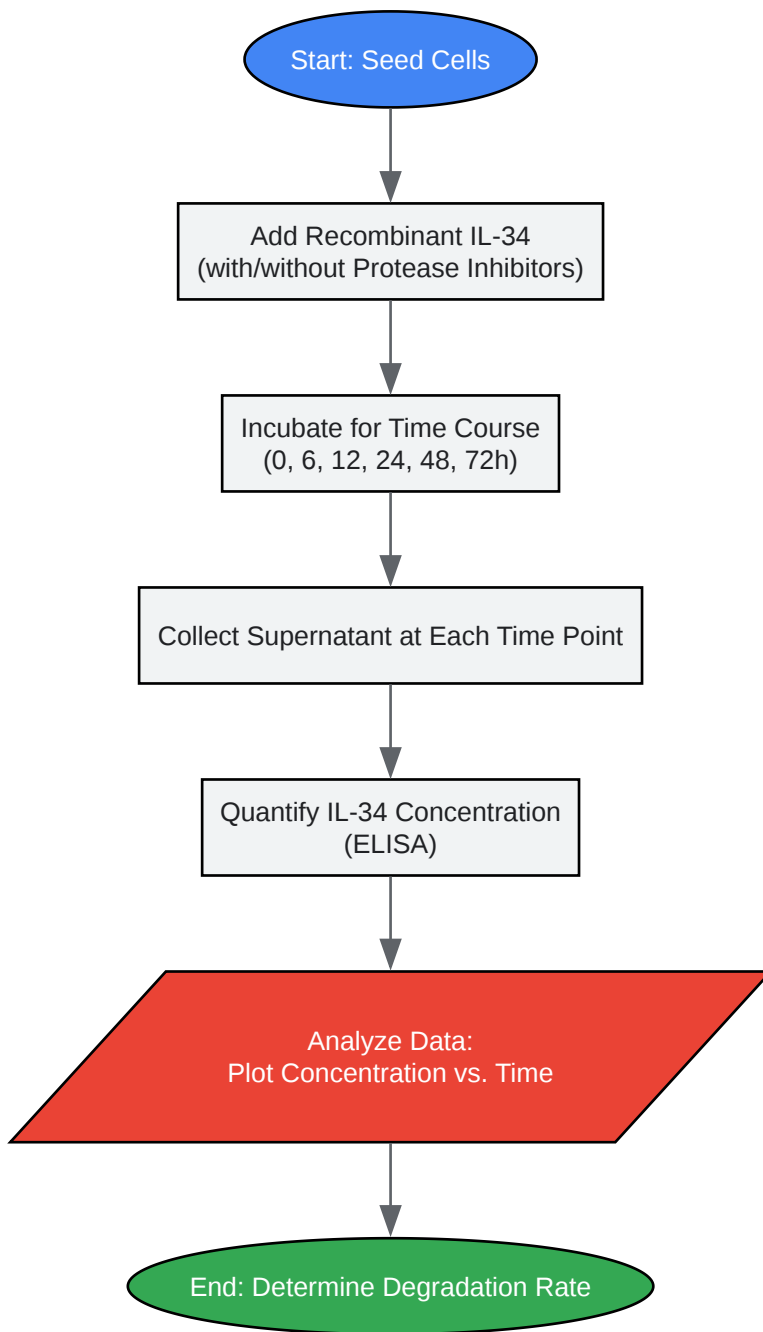 Start: Seed Cells
Add Recombinant IL-34
(with/without Protease Inhibitors)
Incubate for Time Course
(0, 6, 12, 24, 48, 72h)
Collect Supernatant at Each Time Point
Quantify IL-34 Concentration
(ELISA)
Analyze Data:
Plot Concentration vs. Time
End: Determine Degradation Rate